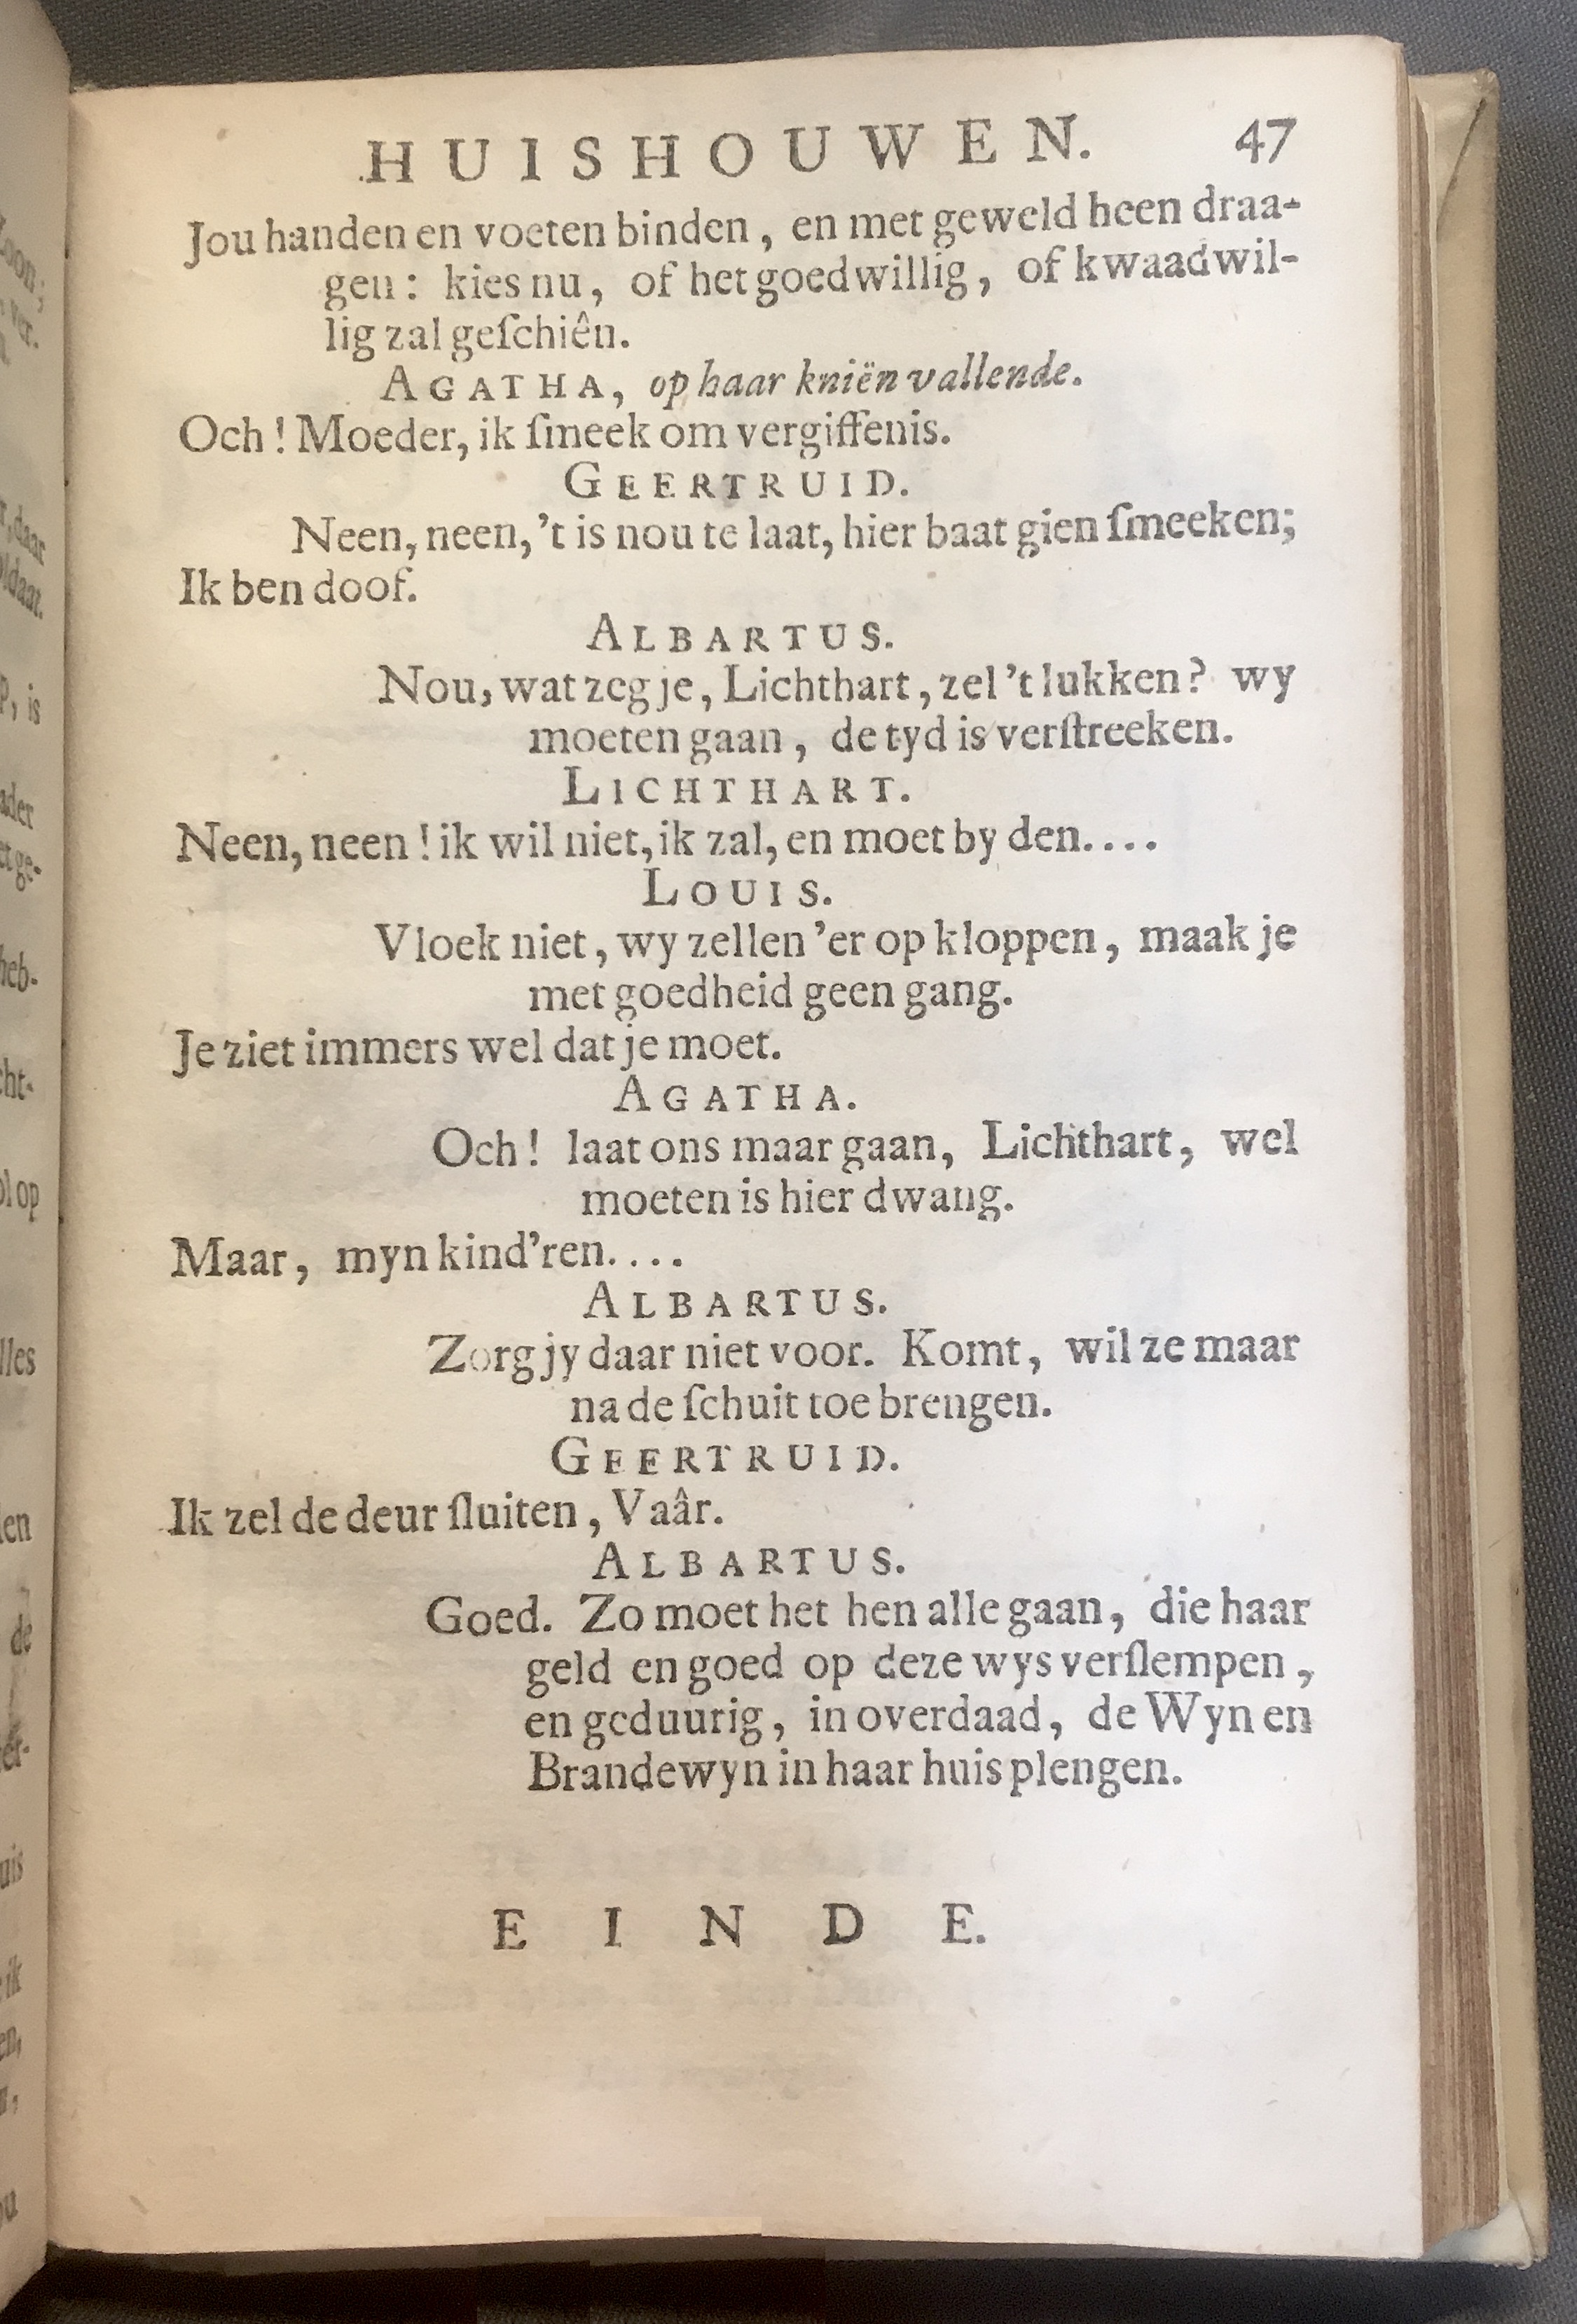 HUISHOUWEN. 47
Jou handen en voeten binden, en met geweld heen draa-
gen: kies nu, of het goedwillig, of kwaadwil-
lig zal geſchiên.
AGATHA, op haar kniën vallende.
Och! Moeder, ik ſmeek om vergiffenis.
GEERTRUID.
Neen, neen, 't is nou te laat, hier baat gien ſmeeken;
Ik ben doof.
ALBARTUS.
Nou, wat zeg je, Lichthart, zel 't lukken? wy
moeten gaan, de tyd is verſtreeken.
LICHTHART.
Neen, neen! ik wil niet, ik zal, en moet by den....
LOUIS.
Vloek niet, wy zellen 'er op kloppen, maak je
met goedheid geen gang.
Je ziet immers wel dat je moet.
AGATHA.
Och! laat ons maar gaan, Lichthart, wel
moeten is hier dwang.
Maar, myn kind'ren....
ALBARTUS.
Zorg jy daar niet voor. Komt, wil ze maar
na de ſchuit toe brengen.
GEERTRUID.
Ik zel de deur ſluiten, Vaâr.
ALBARTUS.
Goed. Zo moet het hen alle gaan, die haar
geld en goed op deze wys verſlempen,
en geduurig, in overdaad, de Wyn en
Brandewyn in haar huis plengen.
EINDE.